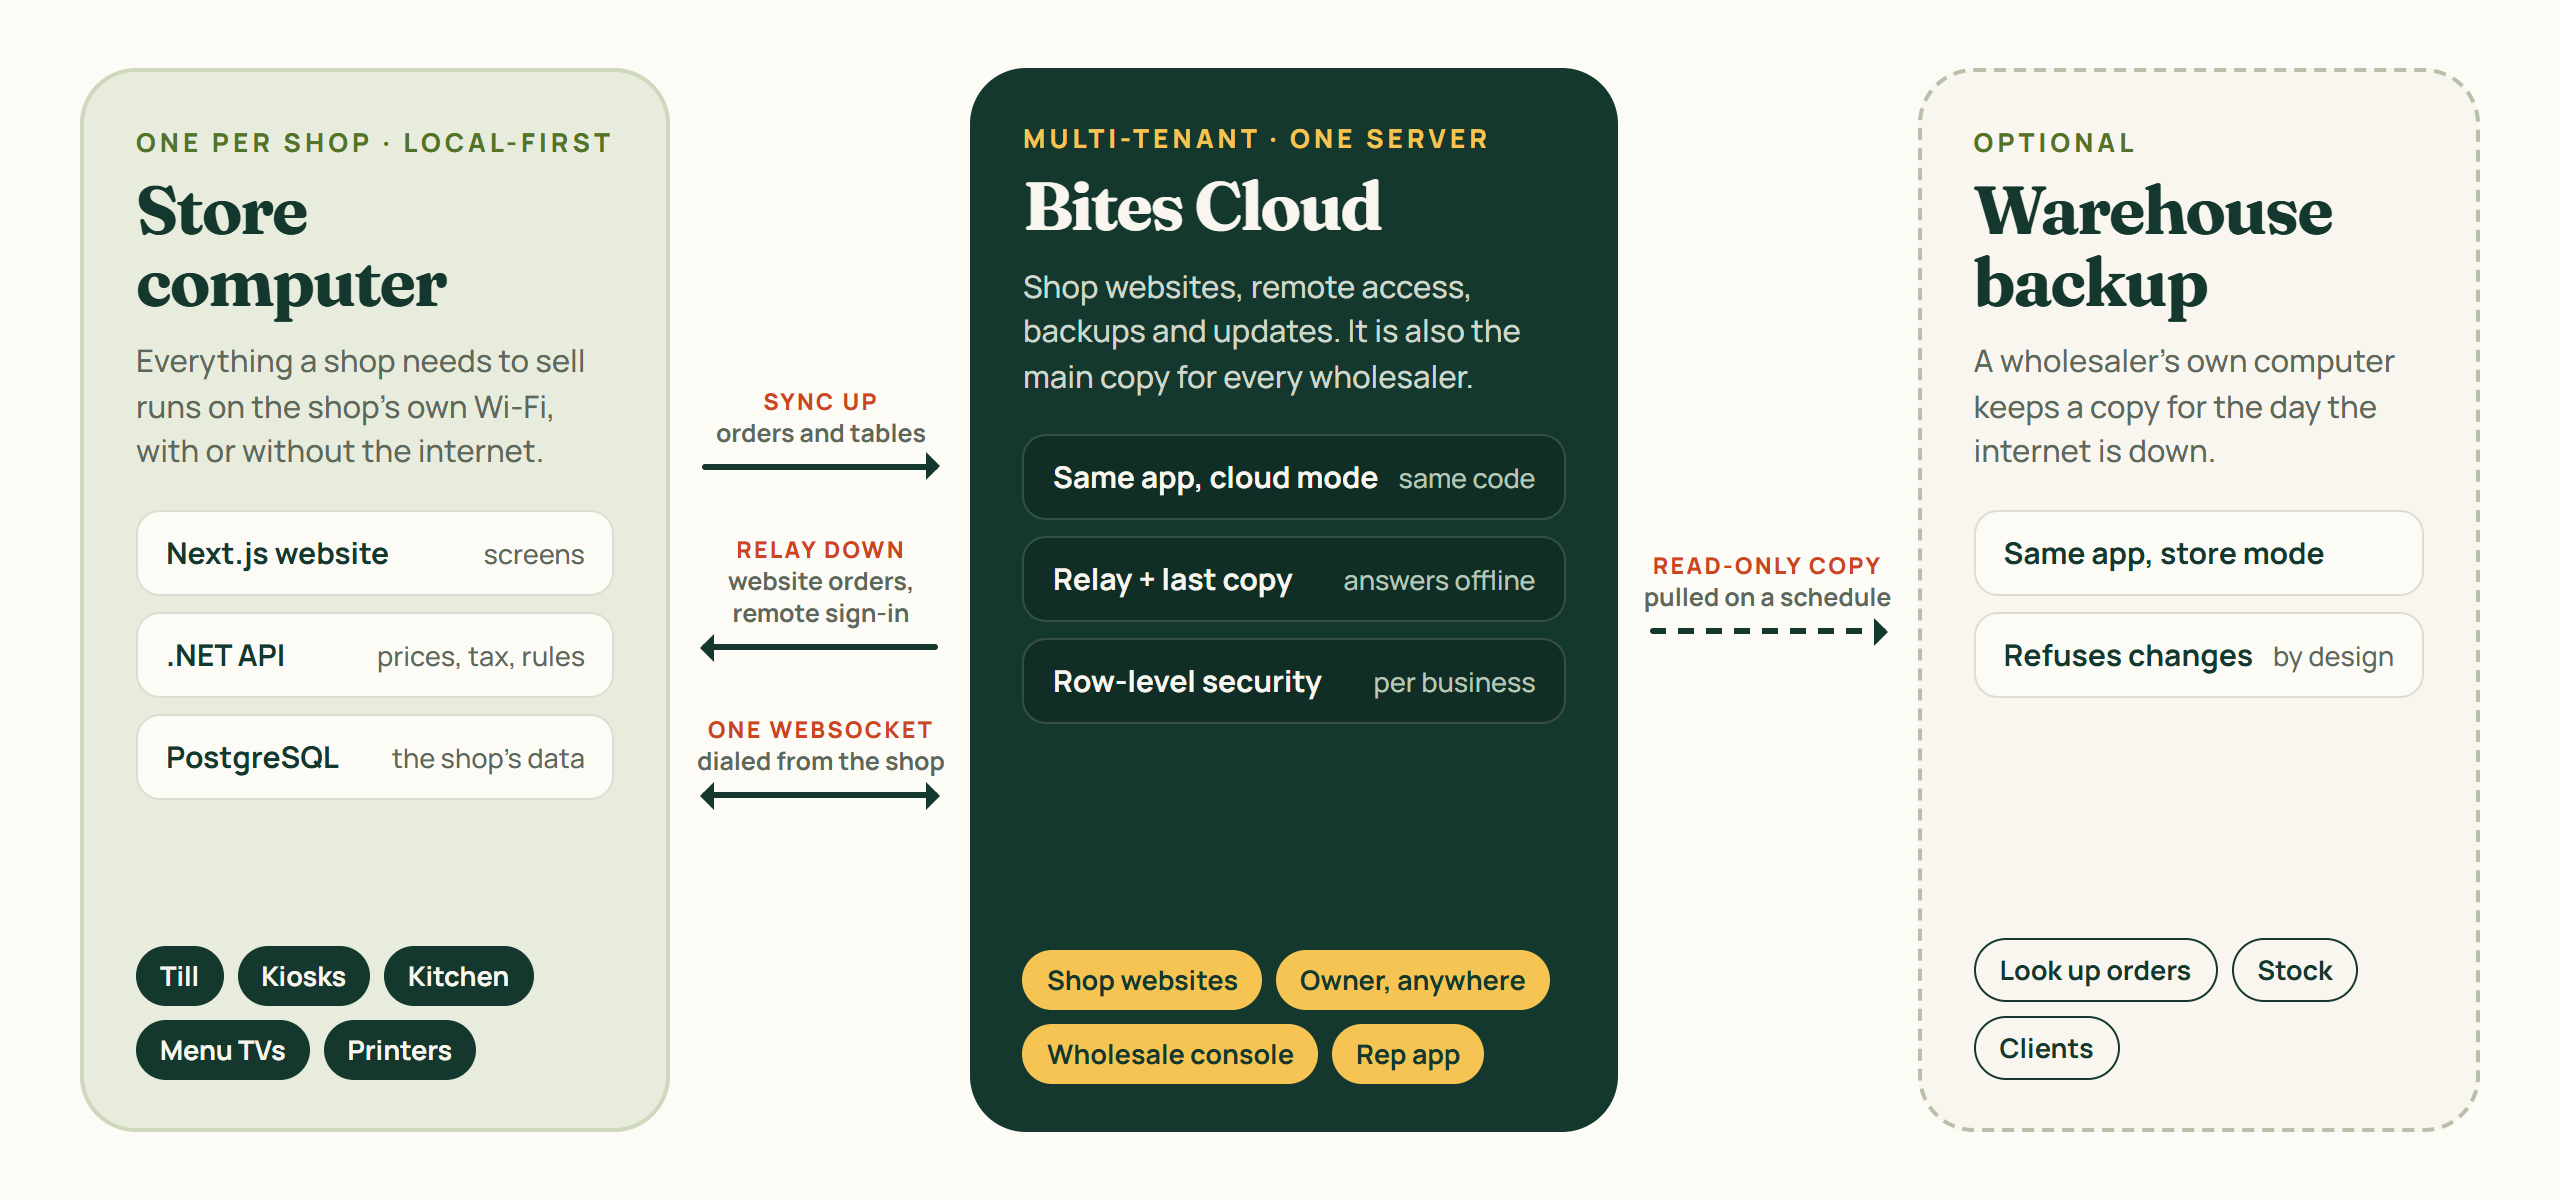 ONE PER SHOP · LOCAL-FIRST
Store
computer
Everything a shop needs to sell
runs on the shop’s own Wi-Fi,
with or without the internet.
Next.js website screens
.NET API prices, tax, rules
PostgreSQL the shop’s data
Till Kiosks Kitchen
Menu TVs Printers
SYNC UP
orders and tables
RELAY DOWN
website orders,
remote sign-in
ONE WEBSOCKET
dialed from the shop
MULTI-TENANT · ONE SERVER
Bites Cloud
Shop websites, remote access,
backups and updates. It is also the
main copy for every wholesaler.
Same app, cloud mode same code
Relay + last copy answers offline
Row-level security per business
Shop websites Owner, anywhere
Wholesale console Rep app
READ-ONLY COPY
pulled on a schedule
OPTIONAL
Warehouse
backup
A wholesaler’s own computer
keeps a copy for the day the
internet is down.
Same app, store mode
Refuses changes by design
Look up orders Stock
Clients